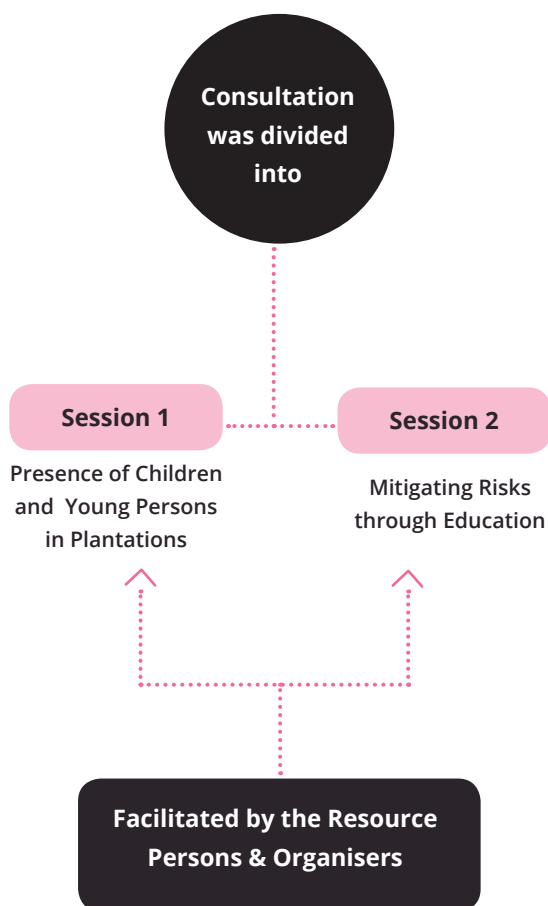 Consultation
was divided
into
Session 1
Presence of Children
and Young Persons
in Plantations
Session 2
Mitigating Risks
through Education
Facilitated by the Resource
Persons & Organisers